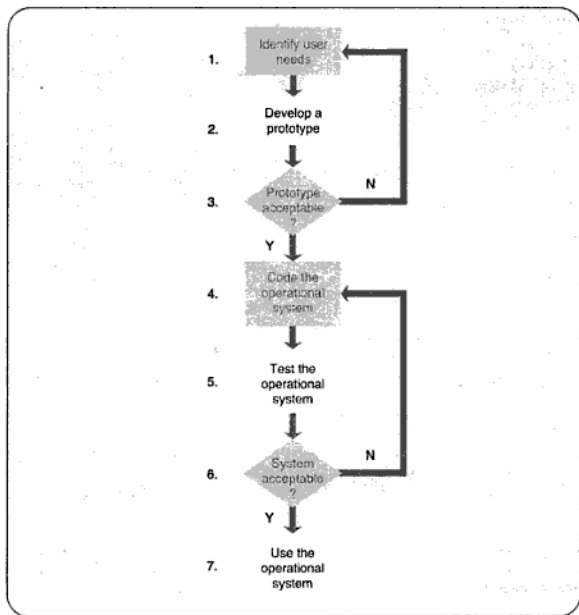 1.
Identify user
needs
2.
Develop a
prototype
3.
Prototype
acceptable
?
N
Y
4.
Code the
operational
system
5.
Test the
operational
system
6.
System
acceptable
?
N
Y
7.
Use the
operational
system